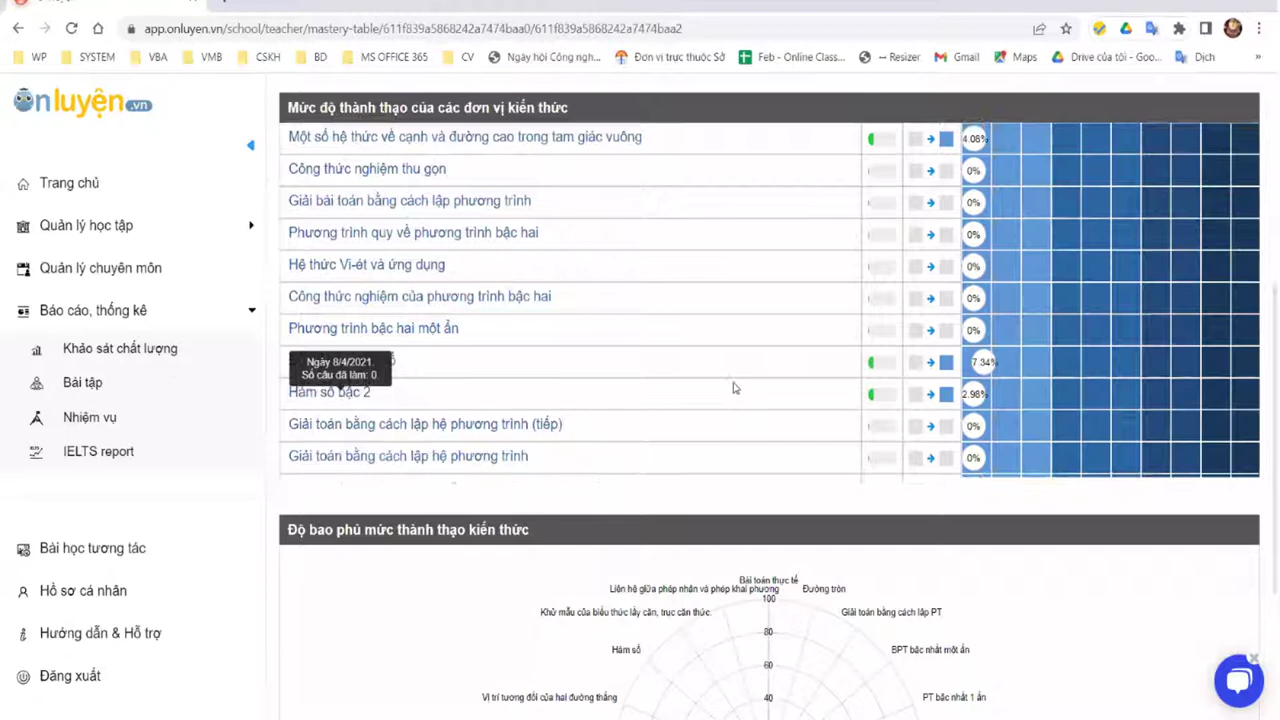 app.onluyen.vn/school/teacher/mastery-table/611f839a5862a2a7474baa0/611f839a5868242a7474baa2
WP
SYSTEM
VBA
VMB
CSKH
BD
MS OFFICE 365
CV
Ngày hội Công ngh...
Đơn vị trực thuộc Sở
Feb - Online Class...
-- Resizer
Gmail
Maps
Drive của tôi - Goo...
Dịch
»
Onluyện.vn
Trang chủ
Quản lý học tập
Quản lý chuyên môn
Báo cáo, thống kê
Khảo sát chất lượng
Bài tập
Nhiệm vụ
IELTS report
Bài học tương tác
Hồ sơ cá nhân
Hướng dẫn & Hỗ trợ
Đăng xuất
Mức độ thành thạo của các đơn vị kiến thức
Một số hệ thức về cạnh và đường cao trong tam giác vuông
4.08%
Công thức nghiệm thu gọn
0%
Giải bài toán bằng cách lập phương trình
0%
Phương trình quy về phương trình bậc hai
0%
Hệ thức Vi-ét và ứng dụng
0%
Công thức nghiệm của phương trình bậc hai
0%
Phương trình bậc hai một ẩn
0%
Ngày 8/4/2021.
Số câu đã làm: 0
7.34%
Hàm số bậc 2
2.98%
Giải toán bằng cách lập hệ phương trình (tiếp)
0%
Giải toán bằng cách lập hệ phương trình
0%
Độ bao phủ mức thành thạo kiến thức
Bài toán thực tế
Liên hệ giữa phép nhân và phép khai phương
Đường tròn
100
Khử mẫu của biểu thức lấy căn, trục căn thức.
Giải toán bằng cách lập PT
80
Hàm số
BPT bậc nhất một ẩn
60
Vị trí tương đối của hai đường thẳng
40
PT bậc nhất 1 ẩn